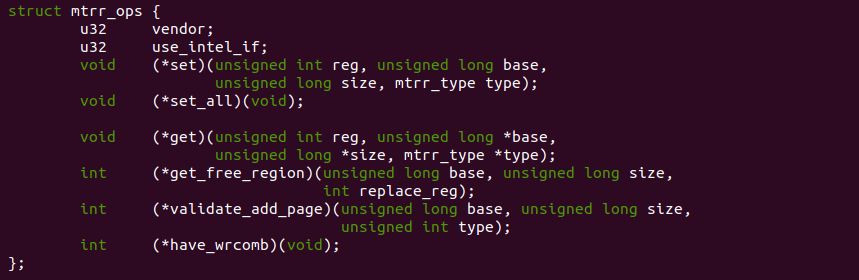 struct mtrr_ops {
        u32     vendor;
        u32     use_intel_if;
        void    (*set)(unsigned int reg, unsigned long base,
                       unsigned long size, mtrr_type type);
        void    (*set_all)(void);

        void    (*get)(unsigned int reg, unsigned long *base,
                       unsigned long *size, mtrr_type *type);
        int     (*get_free_region)(unsigned long base, unsigned long size,
                                   int replace_reg);
        int     (*validate_add_page)(unsigned long base, unsigned long size,
                                     unsigned int type);
        int     (*have_wrcomb)(void);
};